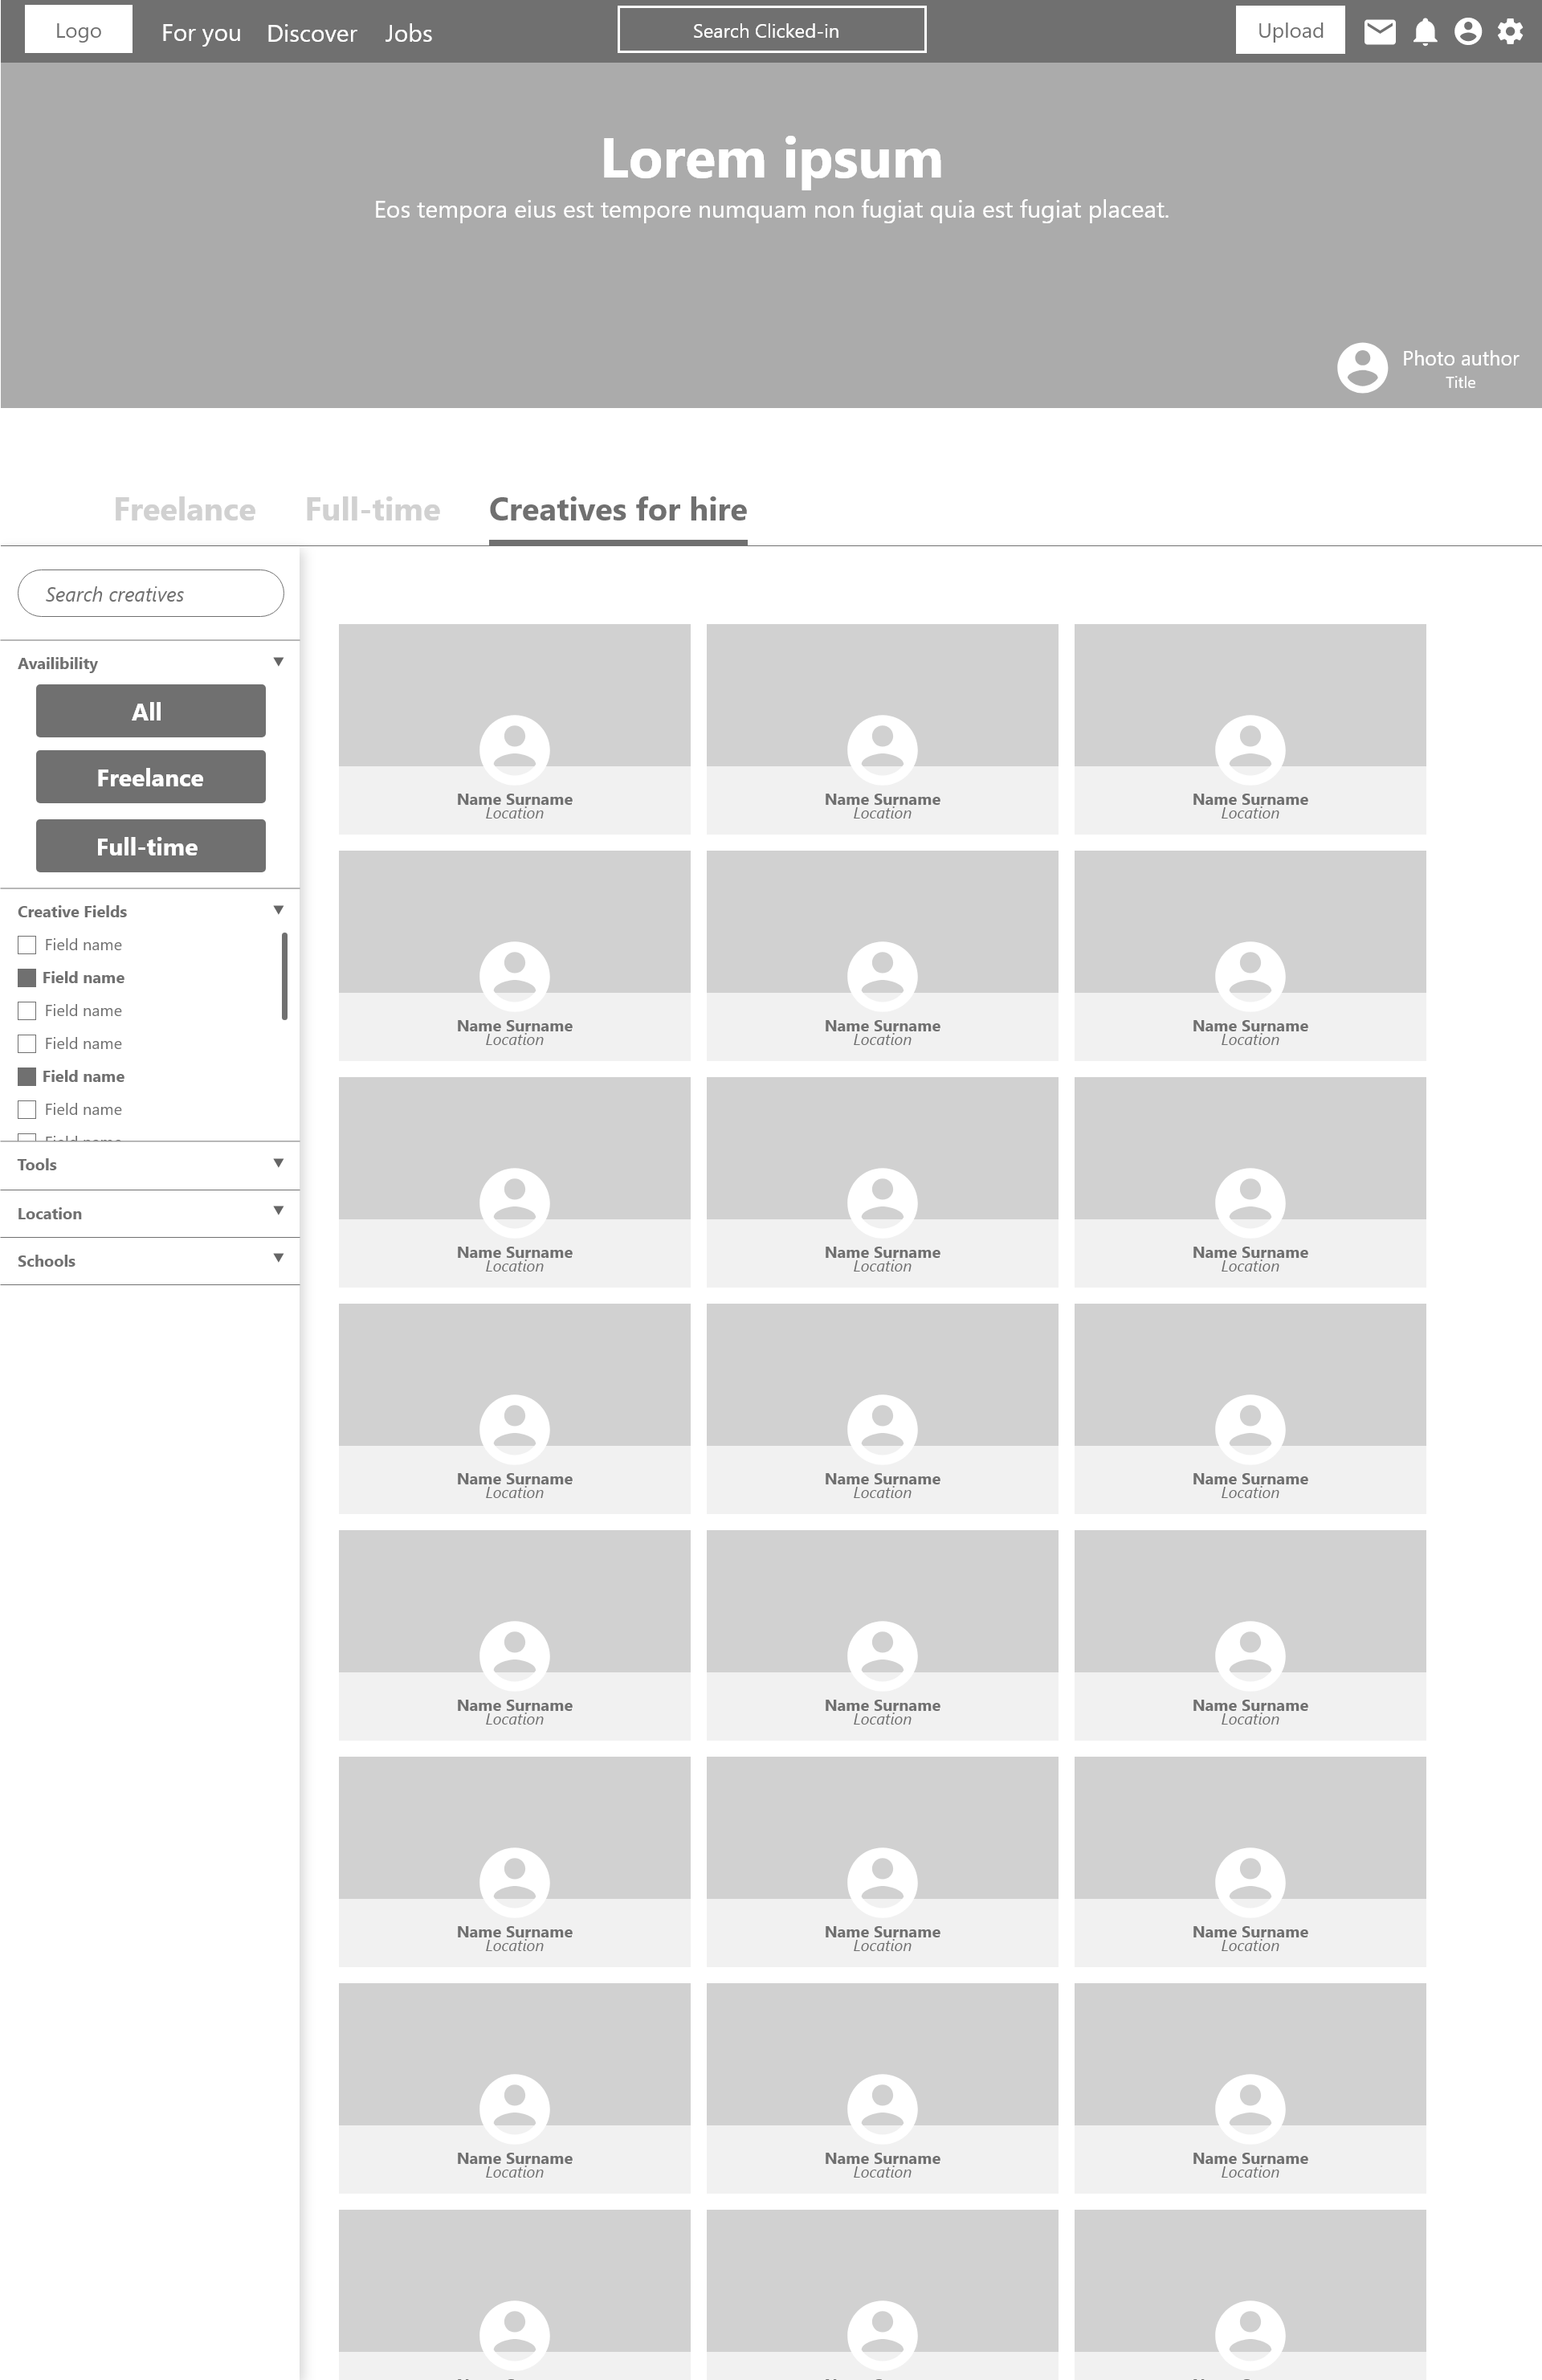 Logo
For you Discover Jobs
Search Clicked-in
Upload
Lorem ipsum
Eos tempora eius est tempore numquam non fugiat quia est fugiat placeat.
Photo author
Title
Freelance Full-time Creatives for hire
Search creatives
Availibility
All
Freelance
Full-time
Creative Fields
Field name
Field name
Field name
Field name
Field name
Field name
Field name
Tools
Location
Schools
Name Surname Name Surname Name Surname
Location Location Location
Name Surname Name Surname Name Surname
Location Location Location
Name Surname Name Surname Name Surname
Location Location Location
Name Surname Name Surname Name Surname
Location Location Location
Name Surname Name Surname Name Surname
Location Location Location
Name Surname Name Surname Name Surname
Location Location Location
Name Surname Name Surname Name Surname
Location Location Location